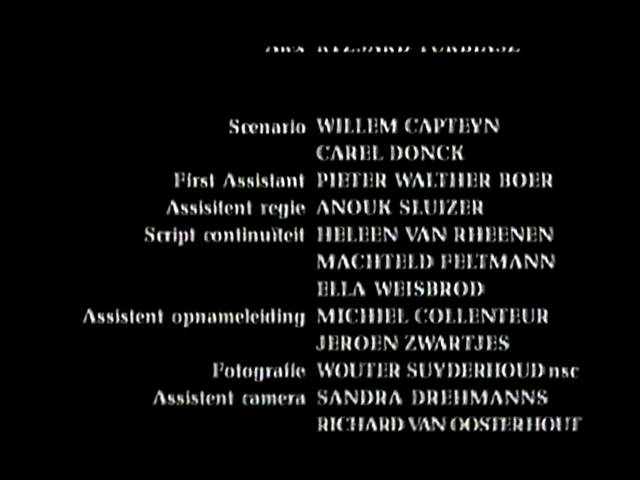 Scenario WILLEM CAPTEYN
CAREL DONCK
First Assistant PIETER WALTHER BOER
Assisitent regie ANOUK SLUIZER
Script continuïteit HELEEN VAN RHEENEN
MACHTELD FELTMANN
ELLA WEISBROD
Assistent opnameleiding MICHIEL COLLENTEUR
JEROEN ZWARTJES
Fotografie WOUTER SUYDERHOUD nsc
Assistent camera SANDRA DREHMANNS
RICHARD VAN OOSTERHOUT